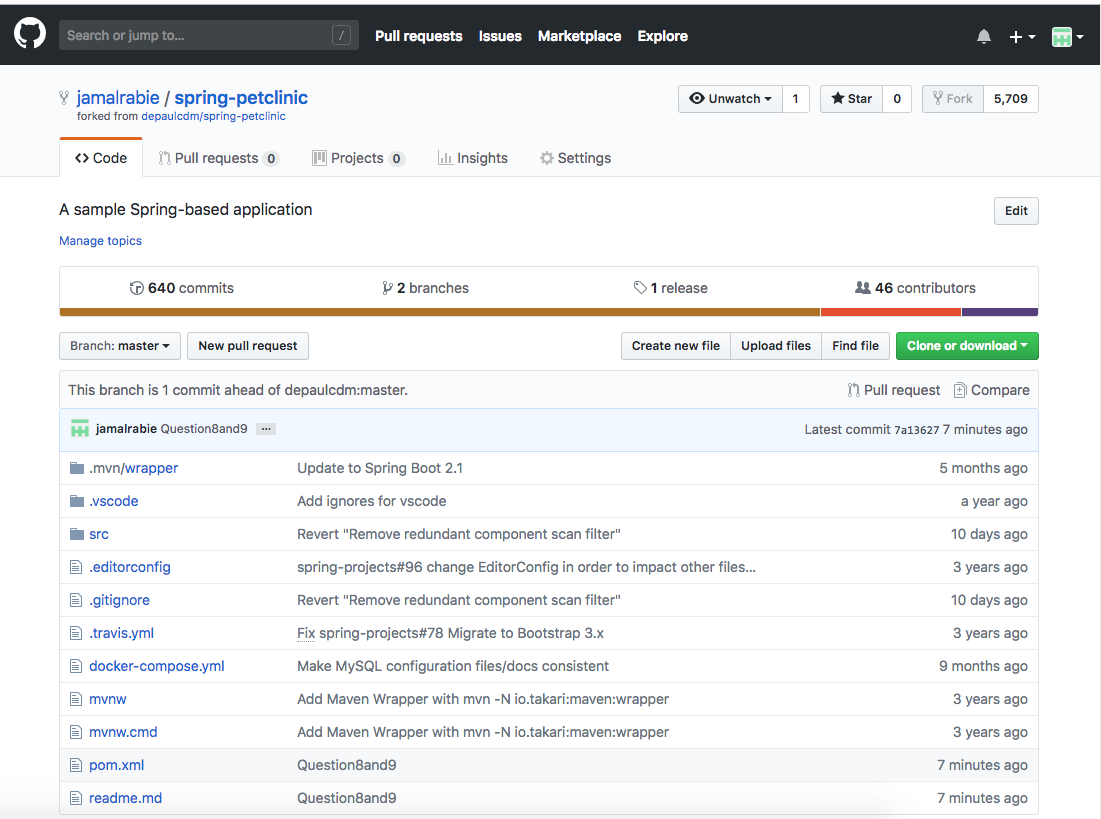 Search or jump to... / Pull requests Issues Marketplace Explore
jamalrabie / spring-petclinic Unwatch 1 Star 0 Fork 5,709
forked from depaulcdm/spring-petclinic
Code Pull requests 0 Projects 0 Insights Settings
A sample Spring-based application Edit
Manage topics
640 commits 2 branches 1 release 46 contributors
Branch: master New pull request Create new file Upload files Find file Clone or download
This branch is 1 commit ahead of depaulcdm:master. Pull request Compare
jamalrabie Question8and9 ... Latest commit 7a13627 7 minutes ago
.mvn/wrapper Update to Spring Boot 2.1 5 months ago
.vscode Add ignores for vscode a year ago
src Revert "Remove redundant component scan filter" 10 days ago
.editorconfig spring-projects#96 change EditorConfig in order to impact other files... 3 years ago
.gitignore Revert "Remove redundant component scan filter" 10 days ago
.travis.yml Fix spring-projects#78 Migrate to Bootstrap 3.x 3 years ago
docker-compose.yml Make MySQL configuration files/docs consistent 9 months ago
mvnw Add Maven Wrapper with mvn -N io.takari:maven:wrapper 3 years ago
mvnw.cmd Add Maven Wrapper with mvn -N io.takari:maven:wrapper 3 years ago
pom.xml Question8and9 7 minutes ago
readme.md Question8and9 7 minutes ago